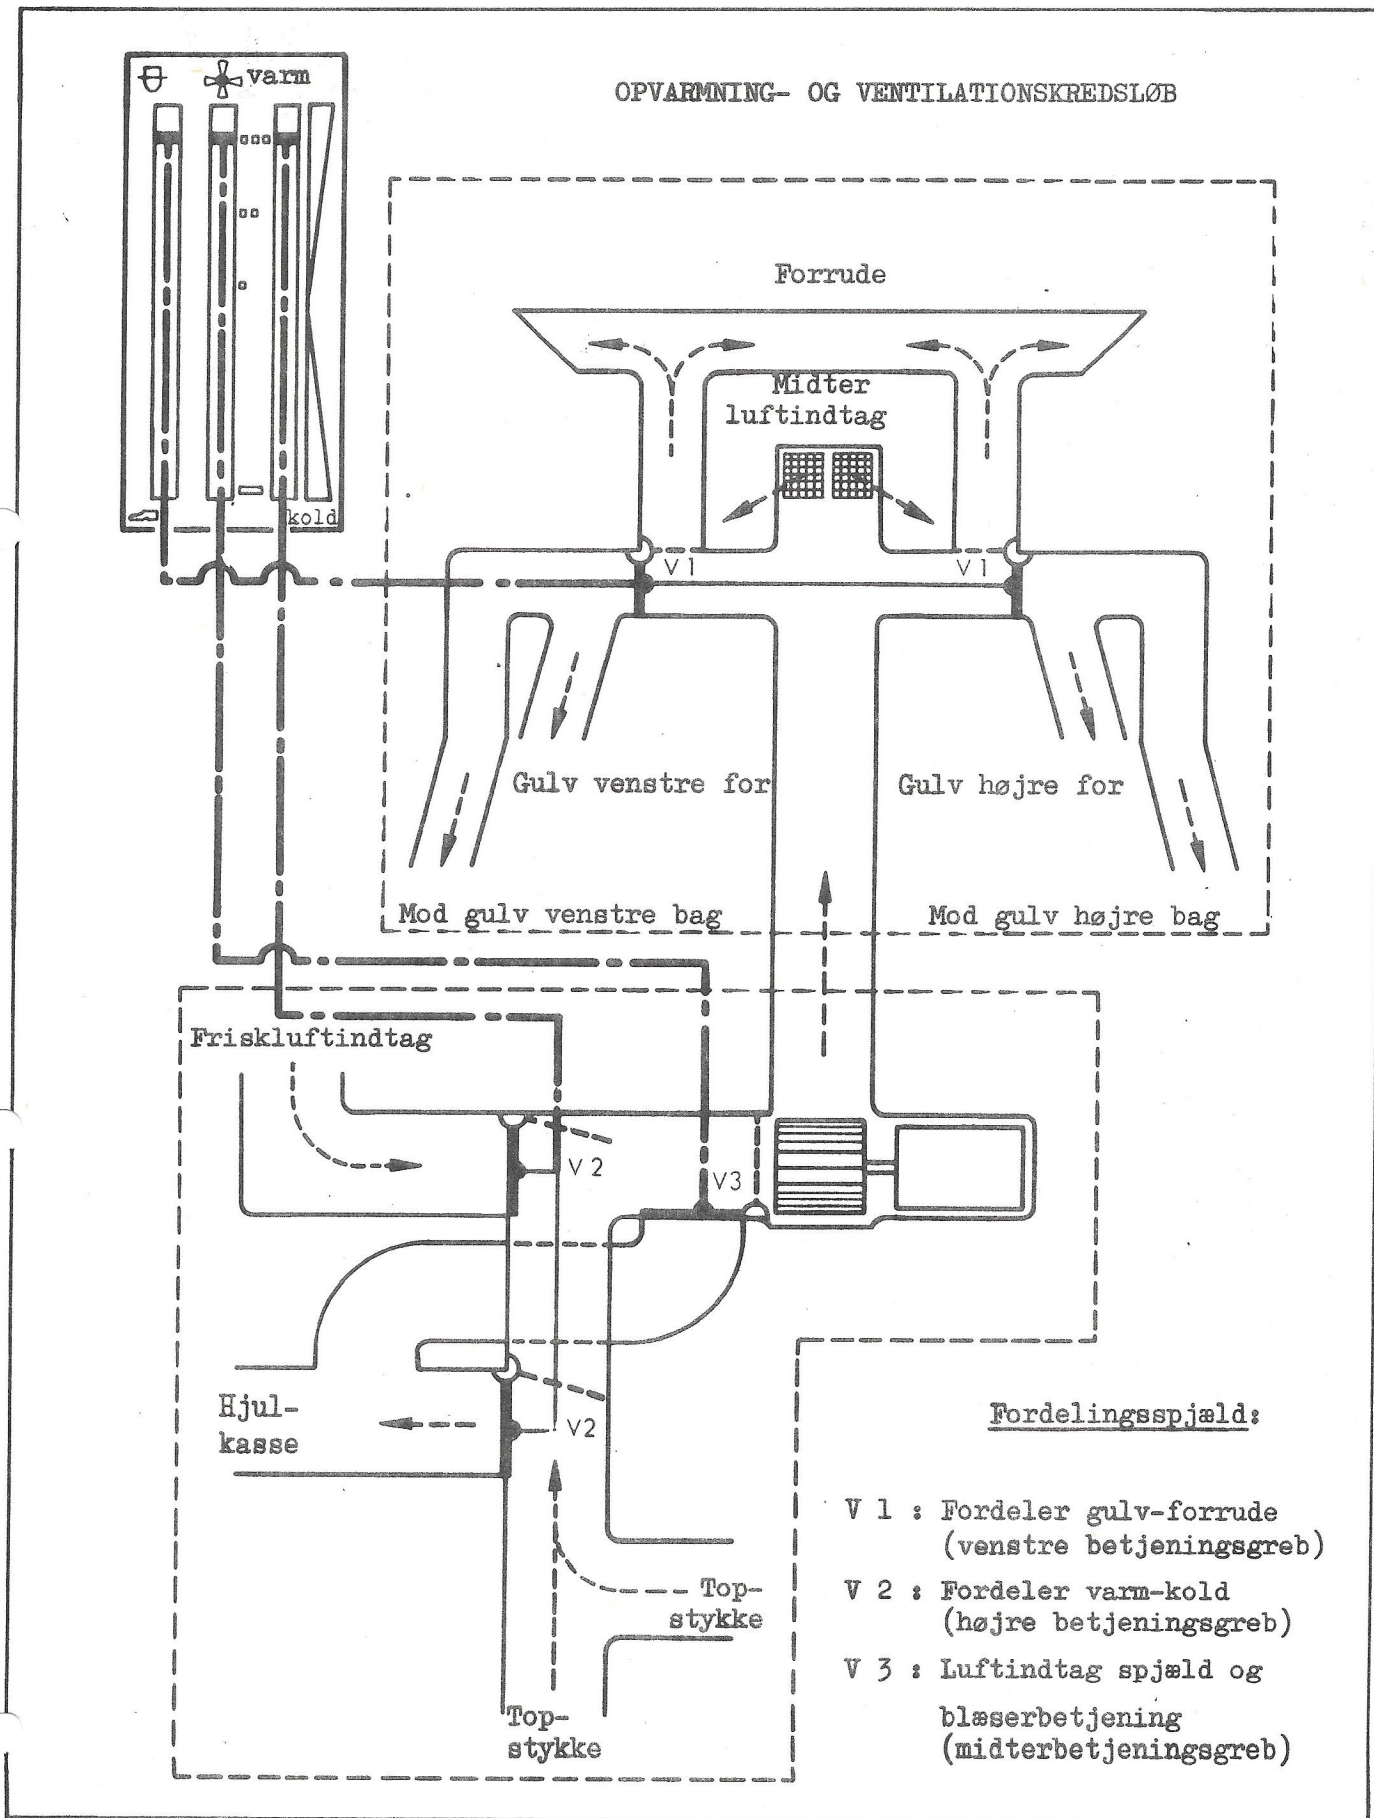 varm
OPVARMNING- OG VENTILATIONSKREDSLØB
kold
Forrude
Midter
luftindtag
V1
V1
Gulv venstre for
Gulv højre for
Mod gulv venstre bag
Mod gulv højre bag
Friskluftindtag
V2
V3
Hjul-
kasse
V2
Top-
stykke
Top-
stykke
Fordelingsspjæld:
V 1 : Fordeler gulv-forrude
(venstre betjeningsgreb)
V 2 : Fordeler varm-kold
(højre betjeningsgreb)
V 3 : Luftindtag spjæld og
blæserbetjening
(midterbetjeningsgreb)